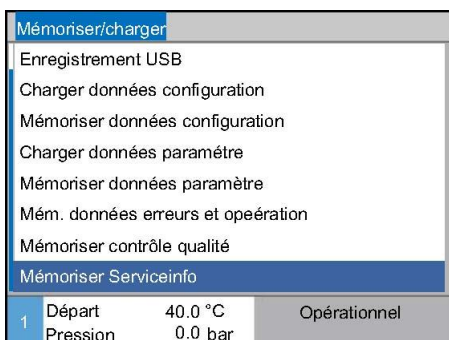 Mémoriser/charger
Enregistrement USB
Charger données configuration
Mémoriser données configuration
Charger données paramétre
Mémoriser données paramètre
Mém. données erreurs et opeération
Mémoriser contrôle qualité
Mémoriser Serviceinfo
1 Départ 40.0 °C Opérationnel
Pression 0.0 bar